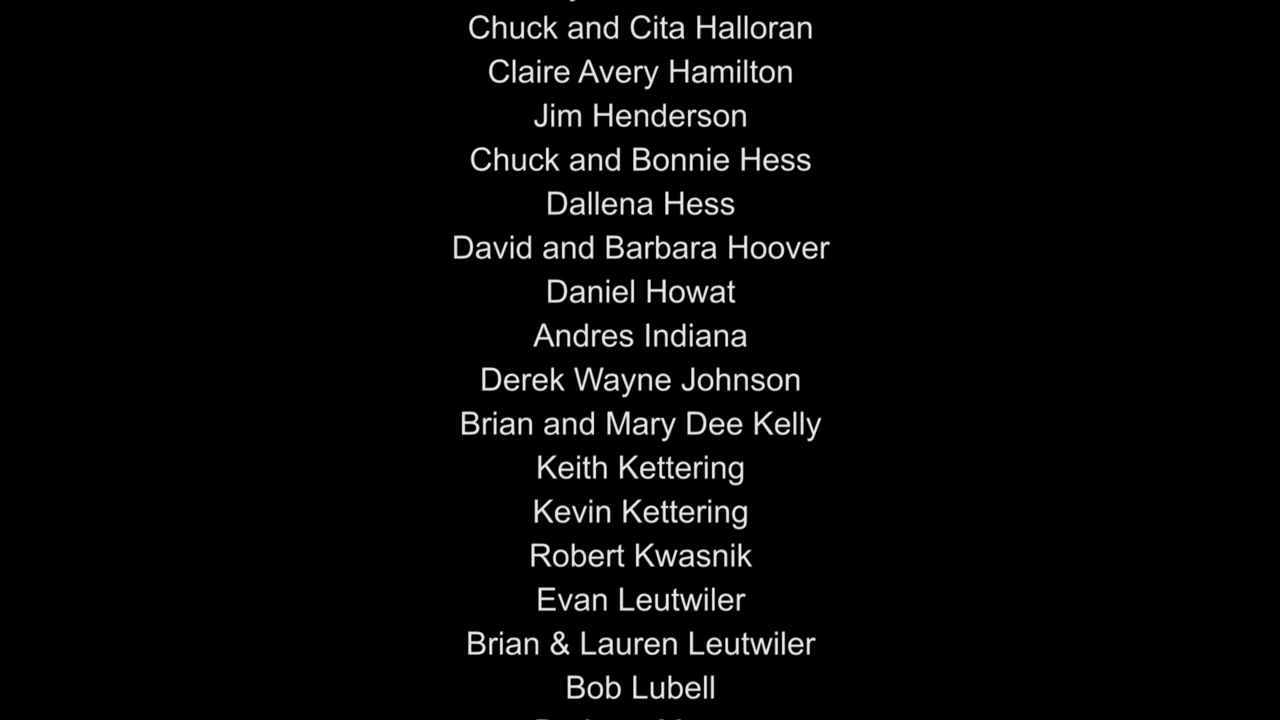 Chuck and Cita Halloran
Claire Avery Hamilton
Jim Henderson
Chuck and Bonnie Hess
Dallena Hess
David and Barbara Hoover
Daniel Howat
Andres Indiana
Derek Wayne Johnson
Brian and Mary Dee Kelly
Keith Kettering
Kevin Kettering
Robert Kwasnik
Evan Leutwiler
Brian & Lauren Leutwiler
Bob Lubell